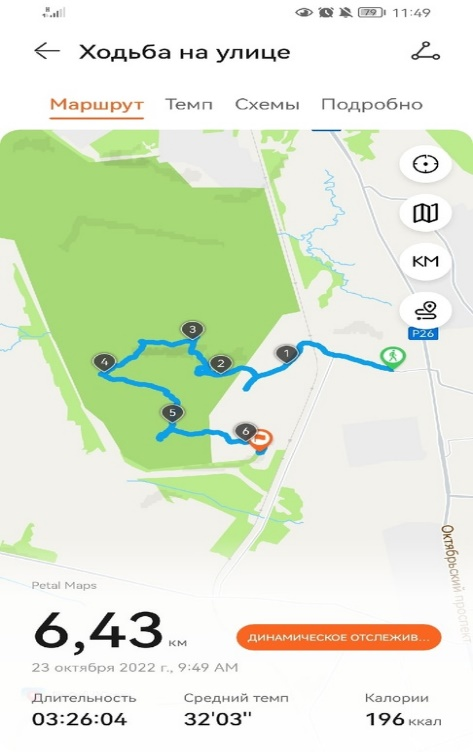 79 11:49
Ходьба на улице
Маршрут Темп Схемы Подробно
КМ
P26
3
1
2
4
5
6
Октябрьский проспект
Petal Maps
6,43 км
ДИНАМИЧЕСКОЕ ОТСЛЕЖИВ...
23 октября 2022 г., 9:49 AM
Длительность Средний темп Калории
03:26:04 32'03" 196 ккал